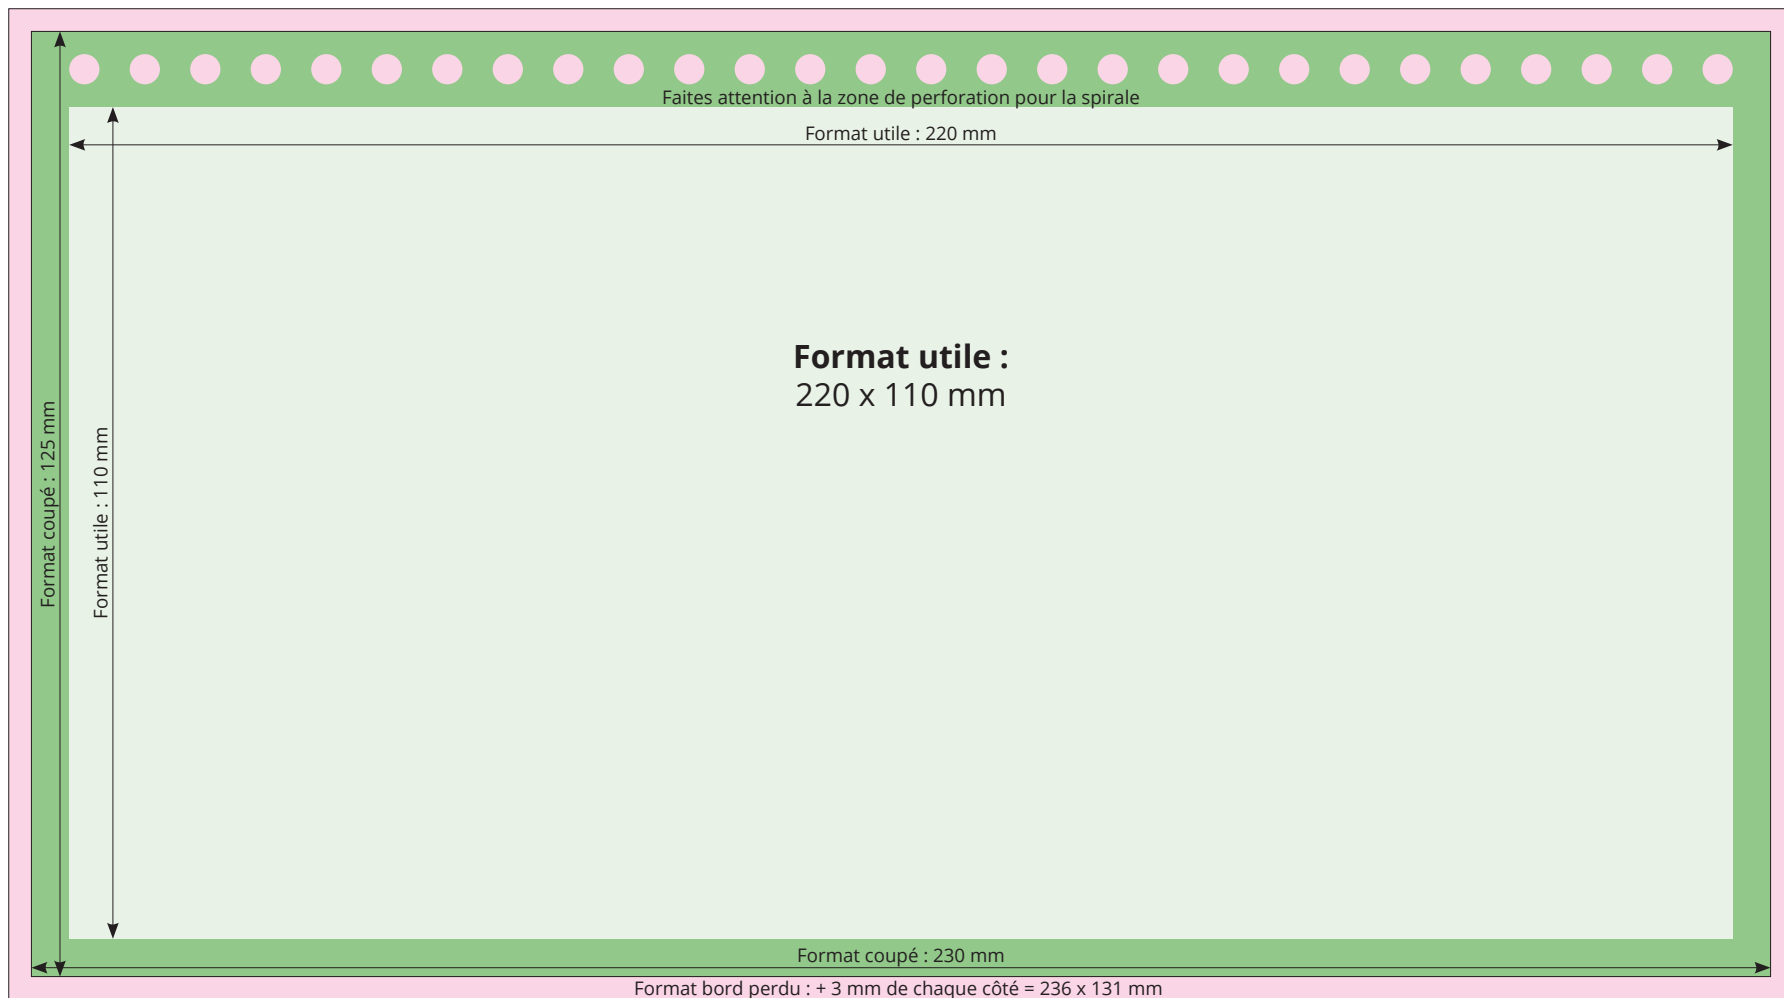 Faites attention à la zone de perforation pour la spirale
Format utile : 220 mm
Format utile :
220 x 110 mm
Format coupé : 125 mm
Format utile : 110 mm
Format coupé : 230 mm
Format bord perdu : + 3 mm de chaque côté = 236 x 131 mm